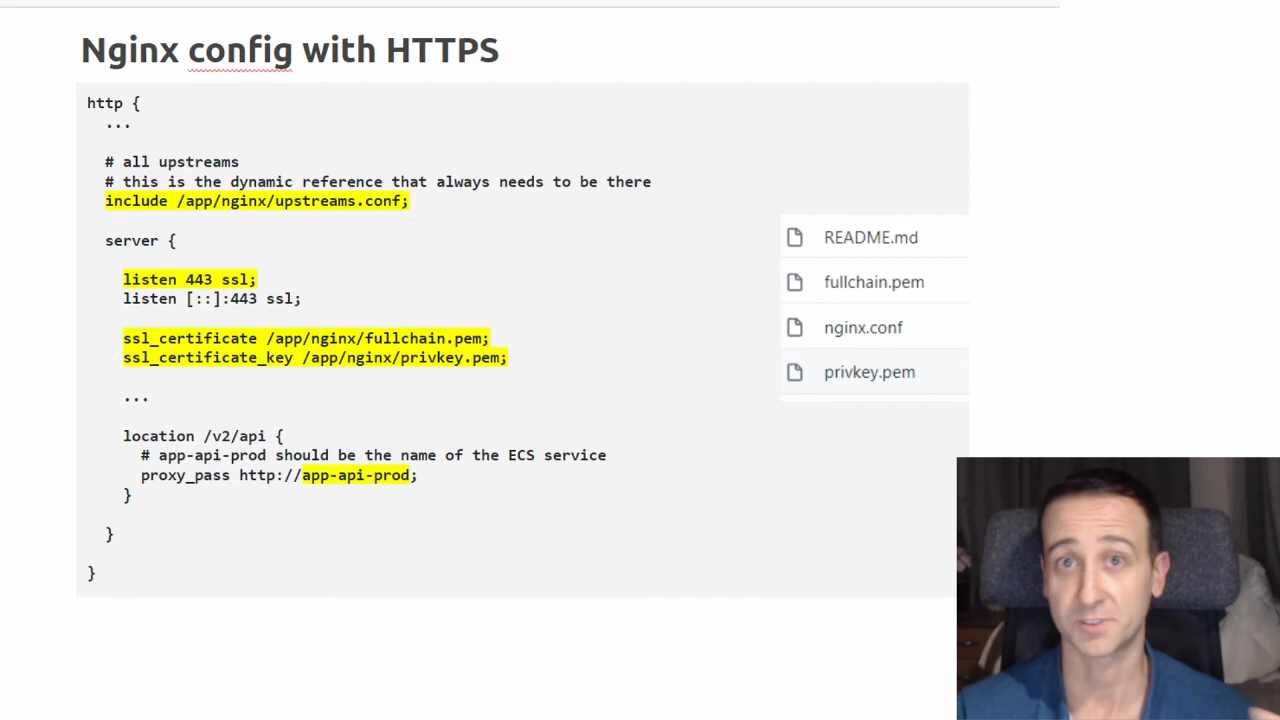 Nginx config with HTTPS
http {
...
# all upstreams
# this is the dynamic reference that always needs to be there
include /app/nginx/upstreams.conf;
server {
listen 443 ssl;
listen [::]:443 ssl;
ssl_certificate /app/nginx/fullchain.pem;
ssl_certificate_key /app/nginx/privkey.pem;
...
location /v2/api {
# app-api-prod should be the name of the ECS service
proxy_pass http://app-api-prod;
}
}
}
README.md
fullchain.pem
nginx.conf
privkey.pem